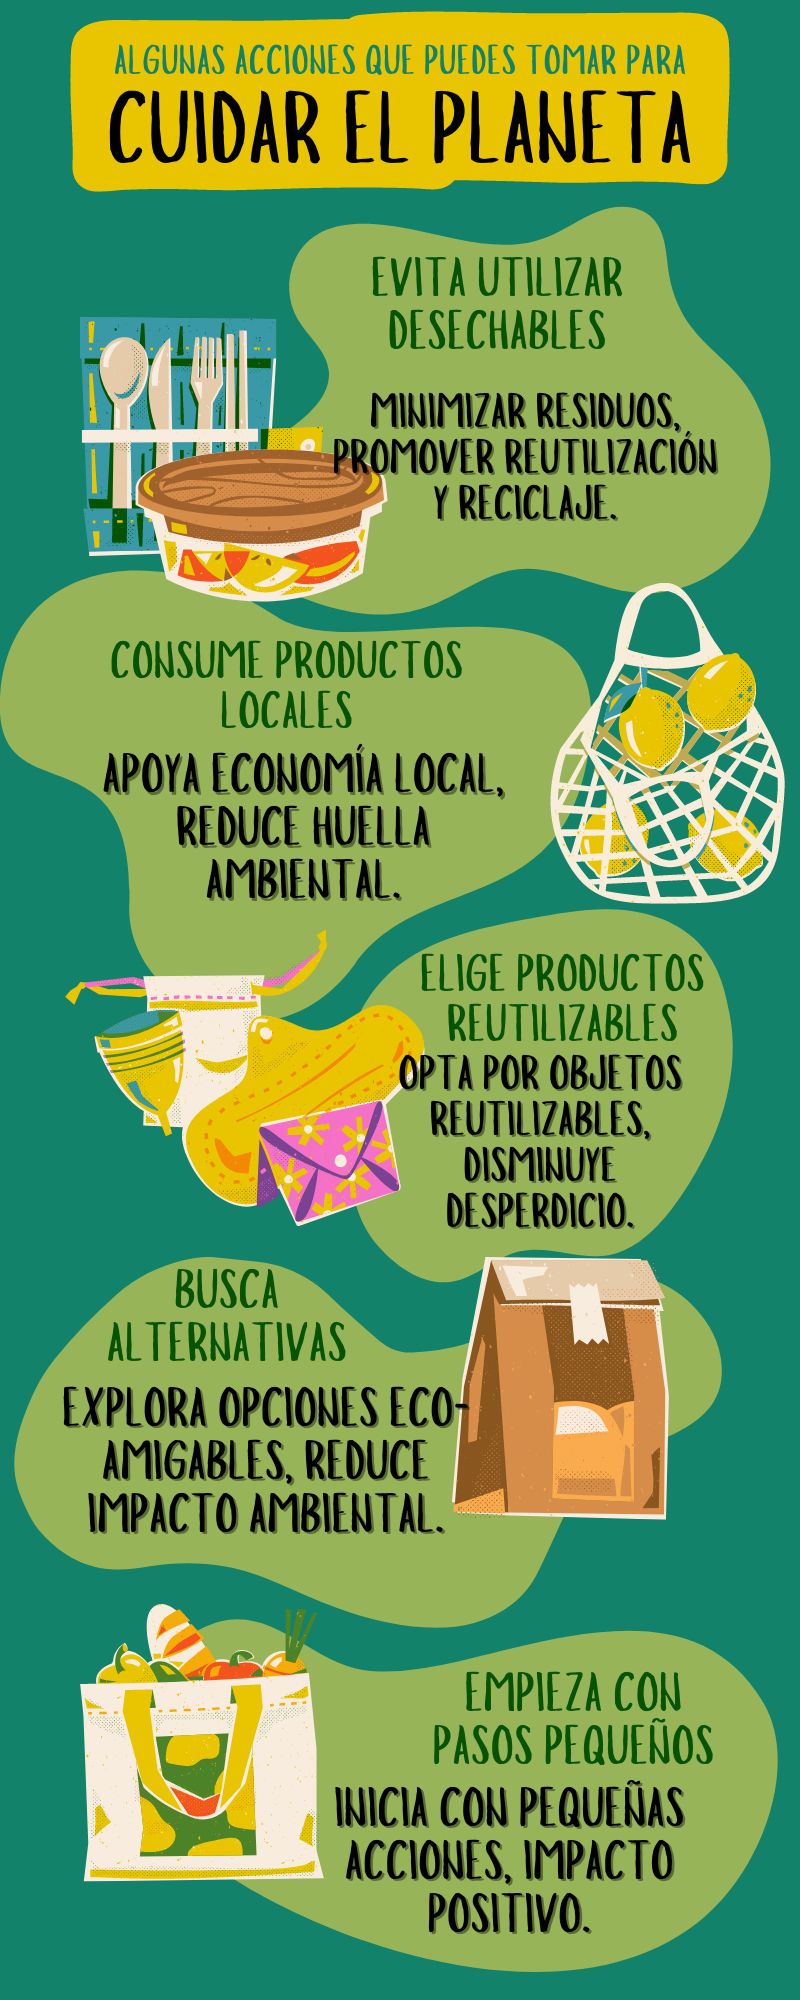 ALGUNAS ACCIONES QUE PUEDES TOMAR PARA
CUIDAR EL PLANETA
EVITA UTILIZAR
DESECHABLES
MINIMIZAR RESIDUOS,
PROMOVER REUTILIZACIÓN
Y RECICLAJE.
CONSUME PRODUCTOS
LOCALES
APOYA ECONOMÍA LOCAL,
REDUCE HUELLA
AMBIENTAL.
ELIGE PRODUCTOS
REUTILIZABLES
OPTA POR OBJETOS
REUTILIZABLES,
DISMINUYE
DESPERDICIO.
BUSCA
ALTERNATIVAS
EXPLORA OPCIONES ECO-
AMIGABLES, REDUCE
IMPACTO AMBIENTAL.
EMPIEZA CON
PASOS PEQUEÑOS
INICIA CON PEQUEÑAS
ACCIONES, IMPACTO
POSITIVO.